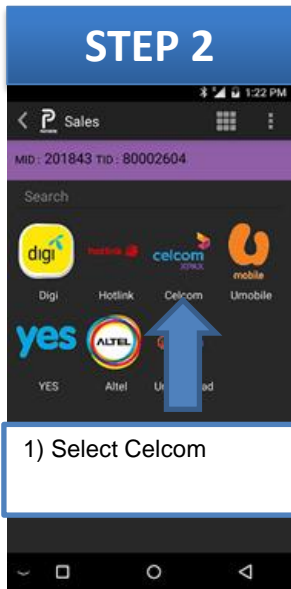 STEP 2
1:22 PM
P Sales
MID : 201843 TID : 80002604
Search
digi
hotlink
celcom
XPAX
mobile
Digi
Hotlink
Celcom
Umobile
yes
ALTEL
YES
Altel
1) Select Celcom